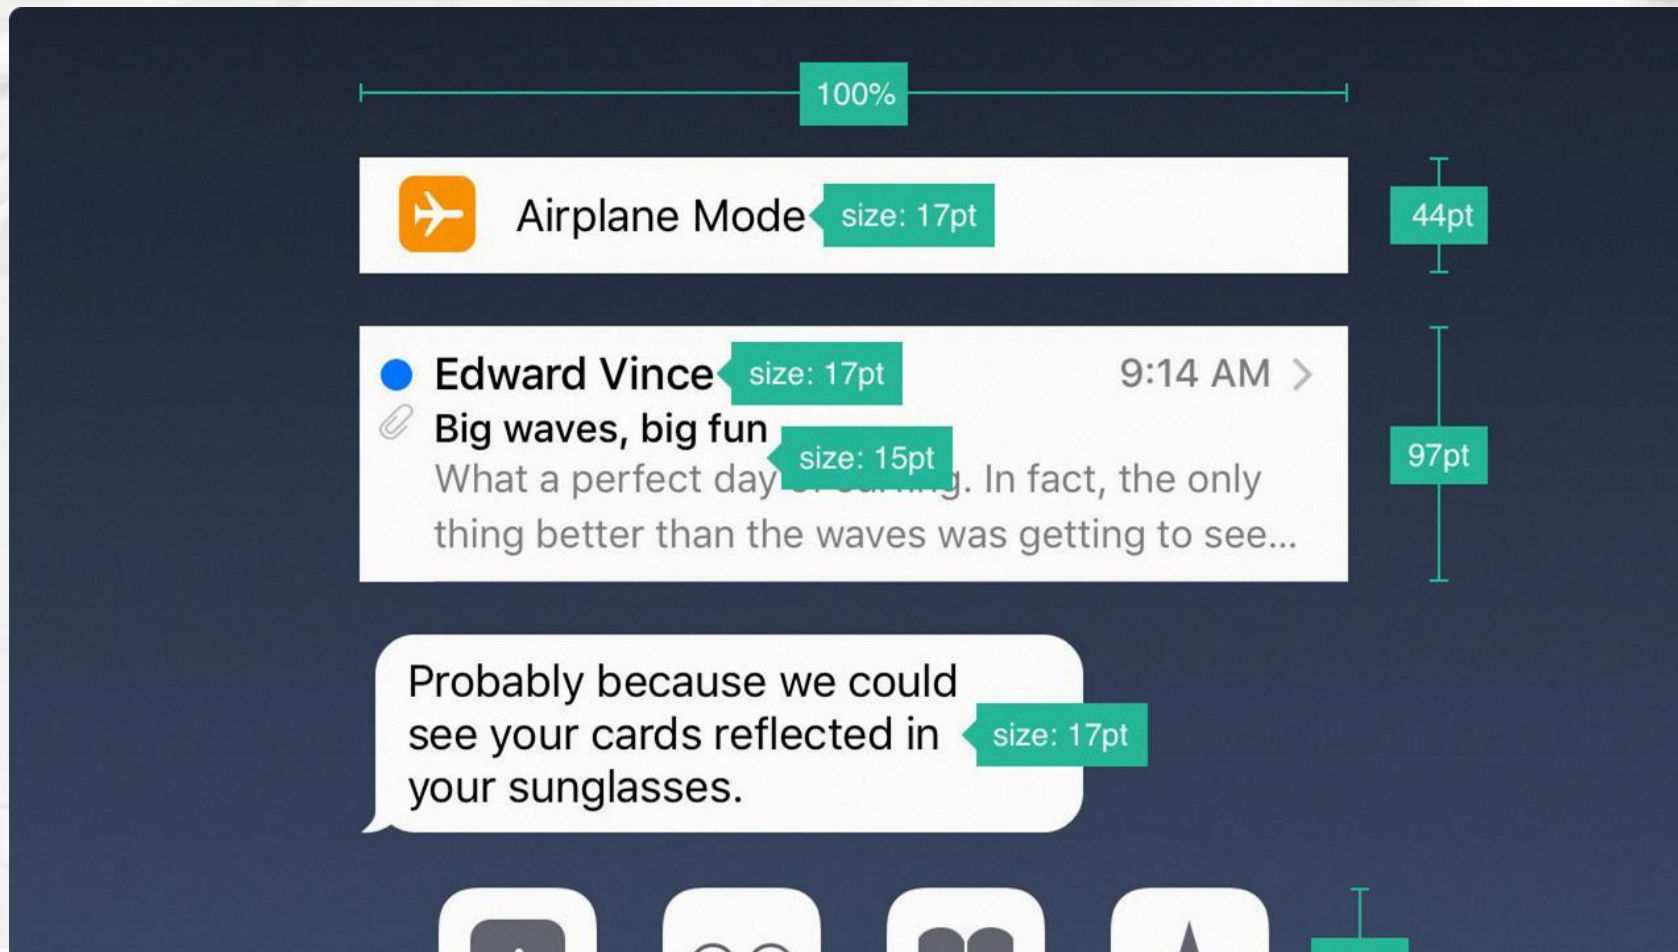 100%
Airplane Mode size: 17pt
44pt
Edward Vince size: 17pt 9:14 AM
Big waves, big fun
size: 15pt
97pt
What a perfect day . In fact, the only
thing better than the waves was getting to see...
Probably because we could
see your cards reflected in size: 17pt
your sunglasses.